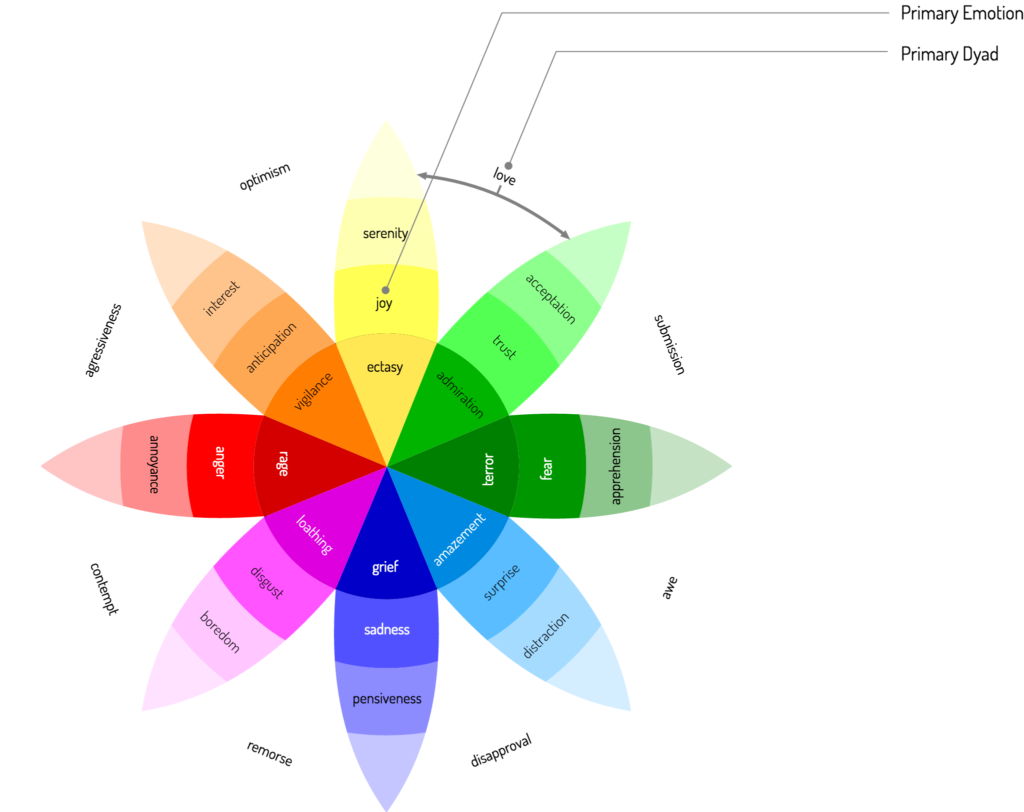 Primary Emotion
Primary Dyad
love
optimism
serenity
joy
ectasy
interest
anticipation
vigilance
acceptation
trust
admiration
agressiveness
submission
annoyance
anger
rage
terror
fear
apprehension
loathing
disgust
boredom
grief
sadness
pensiveness
amazement
surprise
distraction
contempt
awe
remorse
disapproval